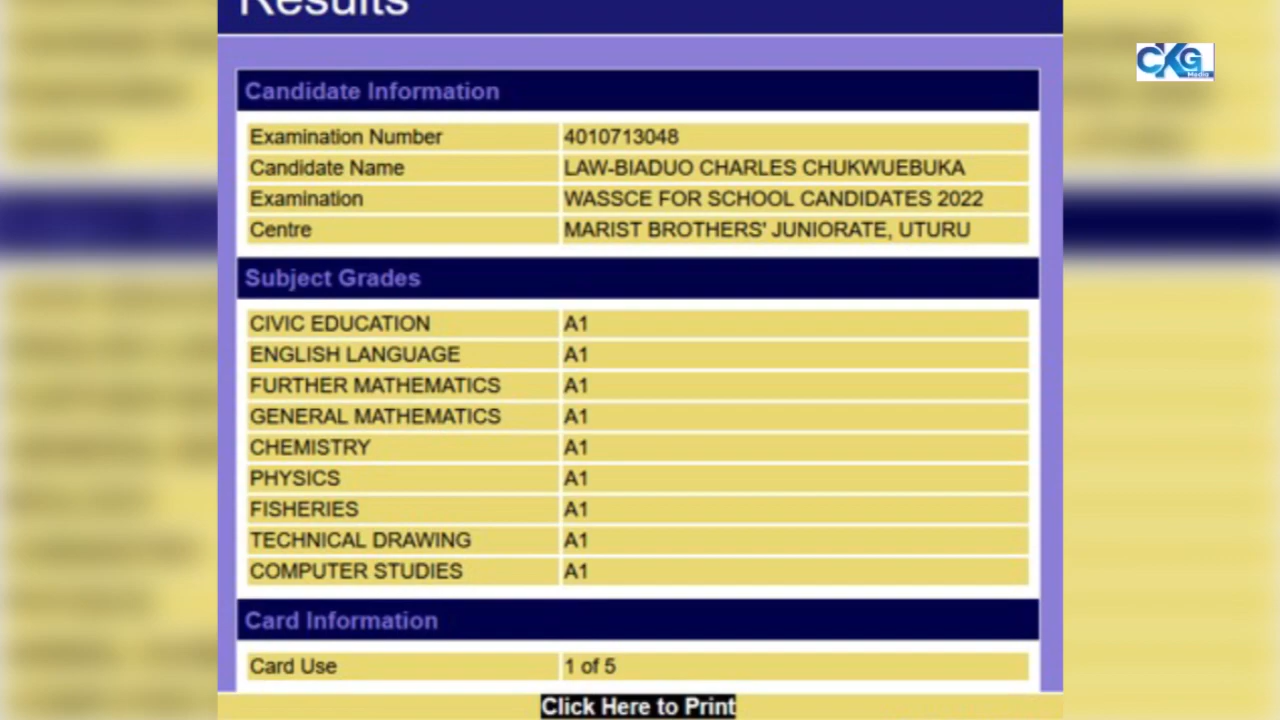 Results
CKG
Media
Candidate Information
Examination Number 4010713048
Candidate Name LAW-BIADUO CHARLES CHUKWUEBUKA
Examination WASSCE FOR SCHOOL CANDIDATES 2022
Centre MARIST BROTHERS' JUNIORATE, UTURU
Subject Grades
CIVIC EDUCATION A1
ENGLISH LANGUAGE A1
FURTHER MATHEMATICS A1
GENERAL MATHEMATICS A1
CHEMISTRY A1
PHYSICS A1
FISHERIES A1
TECHNICAL DRAWING A1
COMPUTER STUDIES A1
Card Information
Card Use 1 of 5
Click Here to Print